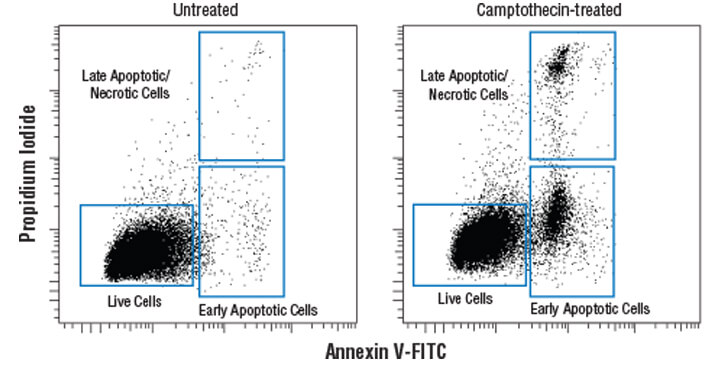 Untreated
Camptothecin-treated
Late Apoptotic/
Necrotic Cells
Late Apoptotic/
Necrotic Cells
Propidium Iodide
Live Cells
Early Apoptotic Cells
Live Cells
Early Apoptotic Cells
Annexin V-FITC